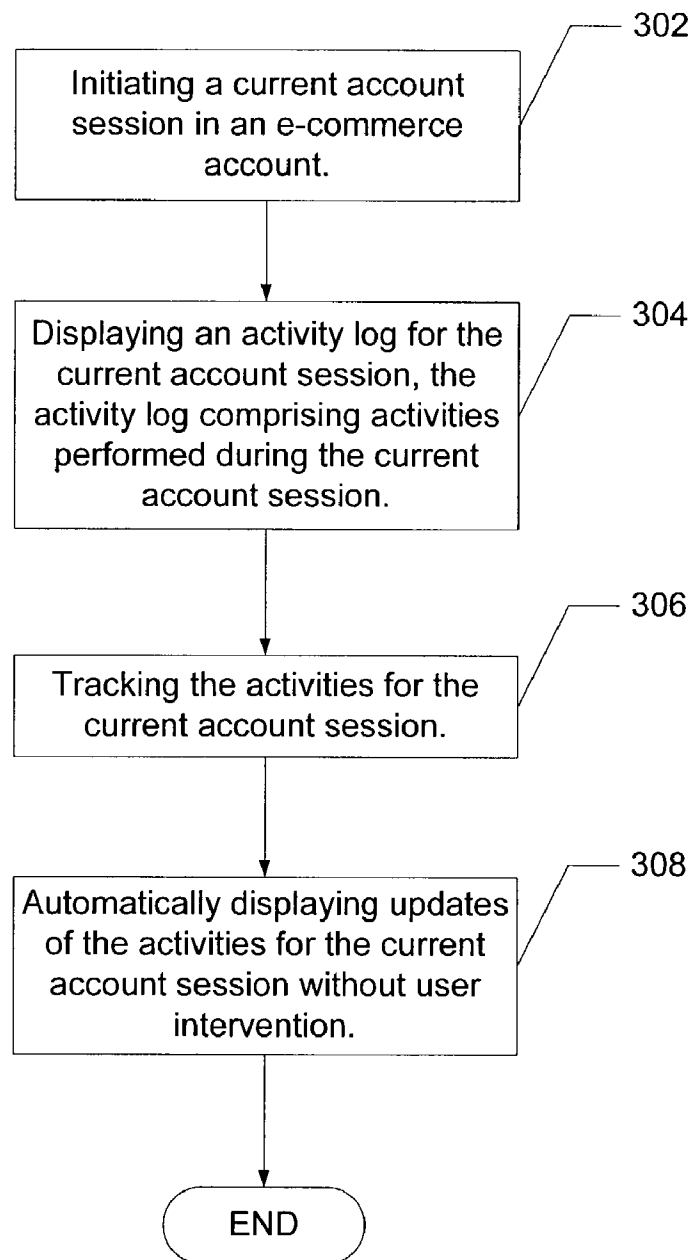 302
Initiating a current account
session in an e-commerce
account.
304
Displaying an activity log for the
current account session, the
activity log comprising activities
performed during the current
account session.
306
Tracking the activities for the
current account session.
308
Automatically displaying updates
of the activities for the current
account session without user
intervention.
END